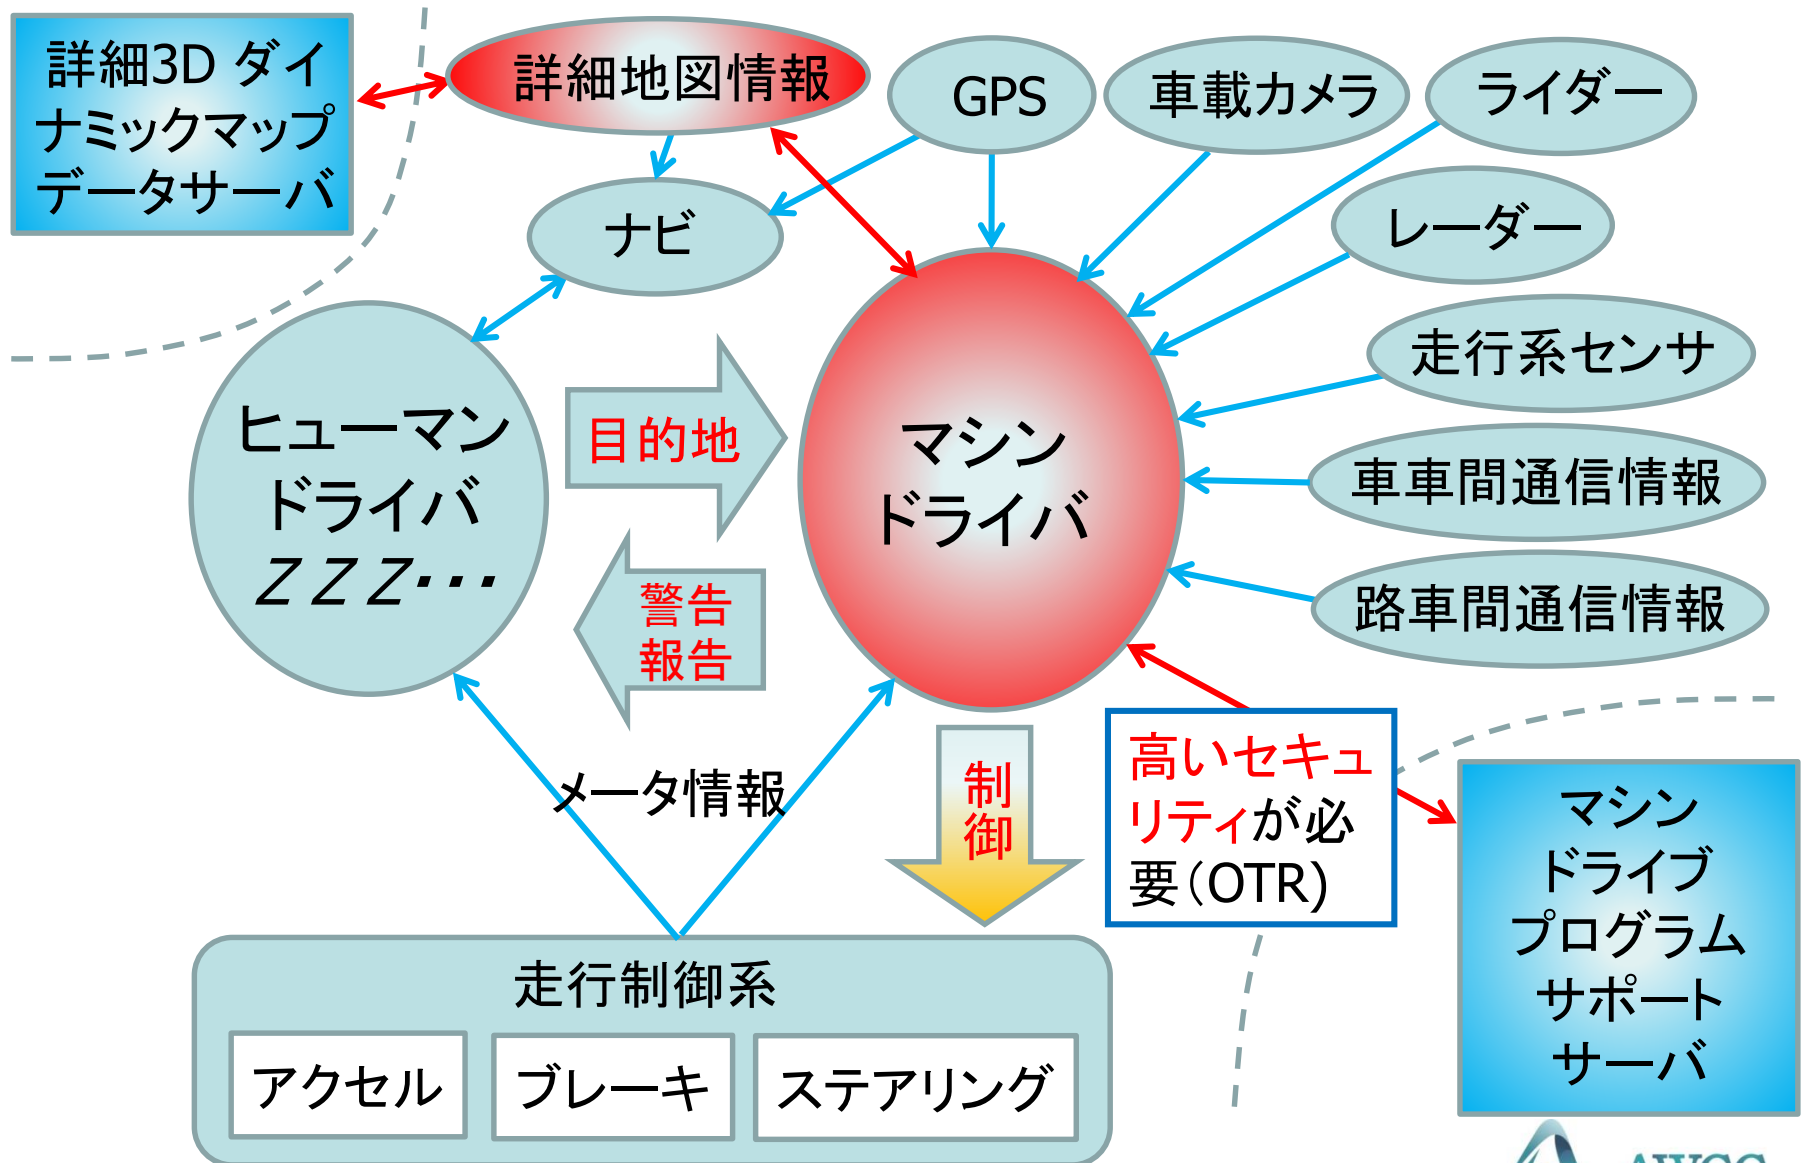 詳細3D ダイ
ナミックマップ
データサーバ
詳細地図情報
GPS
車載カメラ
ライダー
ナビ
レーダー
走行系センサ
車車間通信情報
路車間通信情報
ヒューマン
ドライバ
ZZZ・・・
目的地
警告
報告
マシン
ドライバ
メータ情報
制
御
高いセキュ
リティが必
要(OTR)
マシン
ドライブ
プログラム
サポート
サーバ
走行制御系
アクセル
ブレーキ
ステアリング